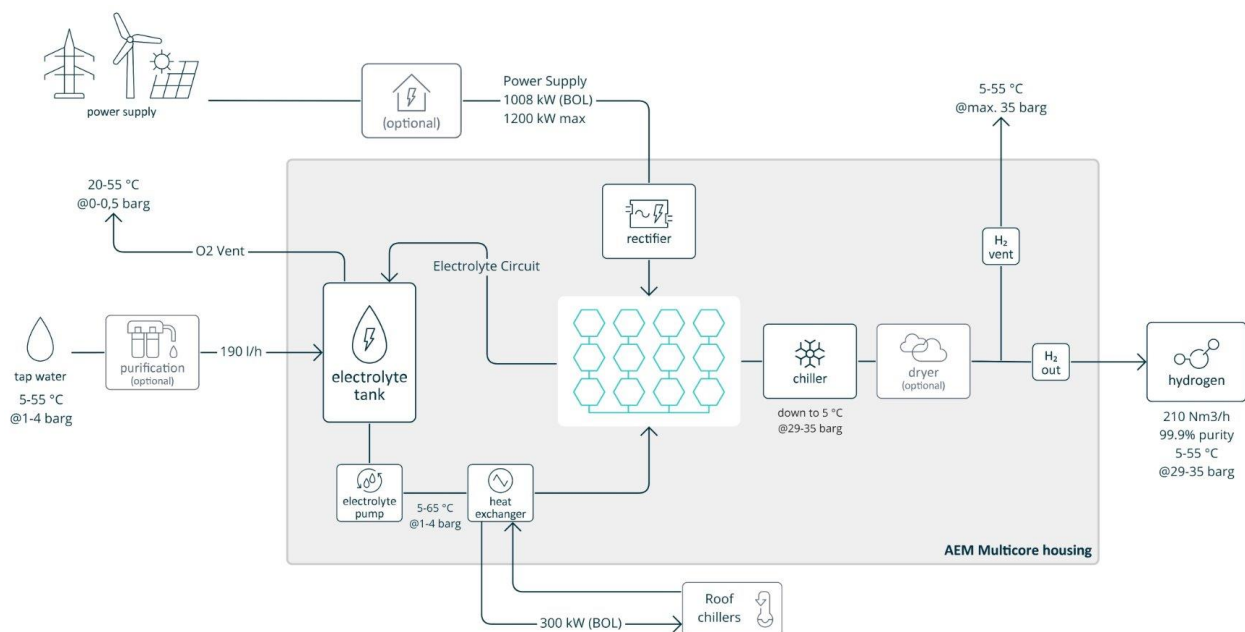 power supply
(optional)
Power Supply
1008 kW (BOL)
1200 kW max
5-55 °C
@max. 35 barg
20-55 °C
@0-0,5 barg
O2 Vent
Electrolyte Circuit
rectifier
H₂
vent
tap water
5-55 °C
@1-4 barg
purification
(optional)
190 l/h
electrolyte
tank
chiller
down to 5 °C
@29-35 barg
dryer
(optional)
H₂
out
hydrogen
210 Nm3/h
99.9% purity
5-55 °C
@29-35 barg
electrolyte
pump
5-65 °C
@1-4 barg
heat
exchanger
AEM Multicore housing
300 kW (BOL)
Roof
chillers